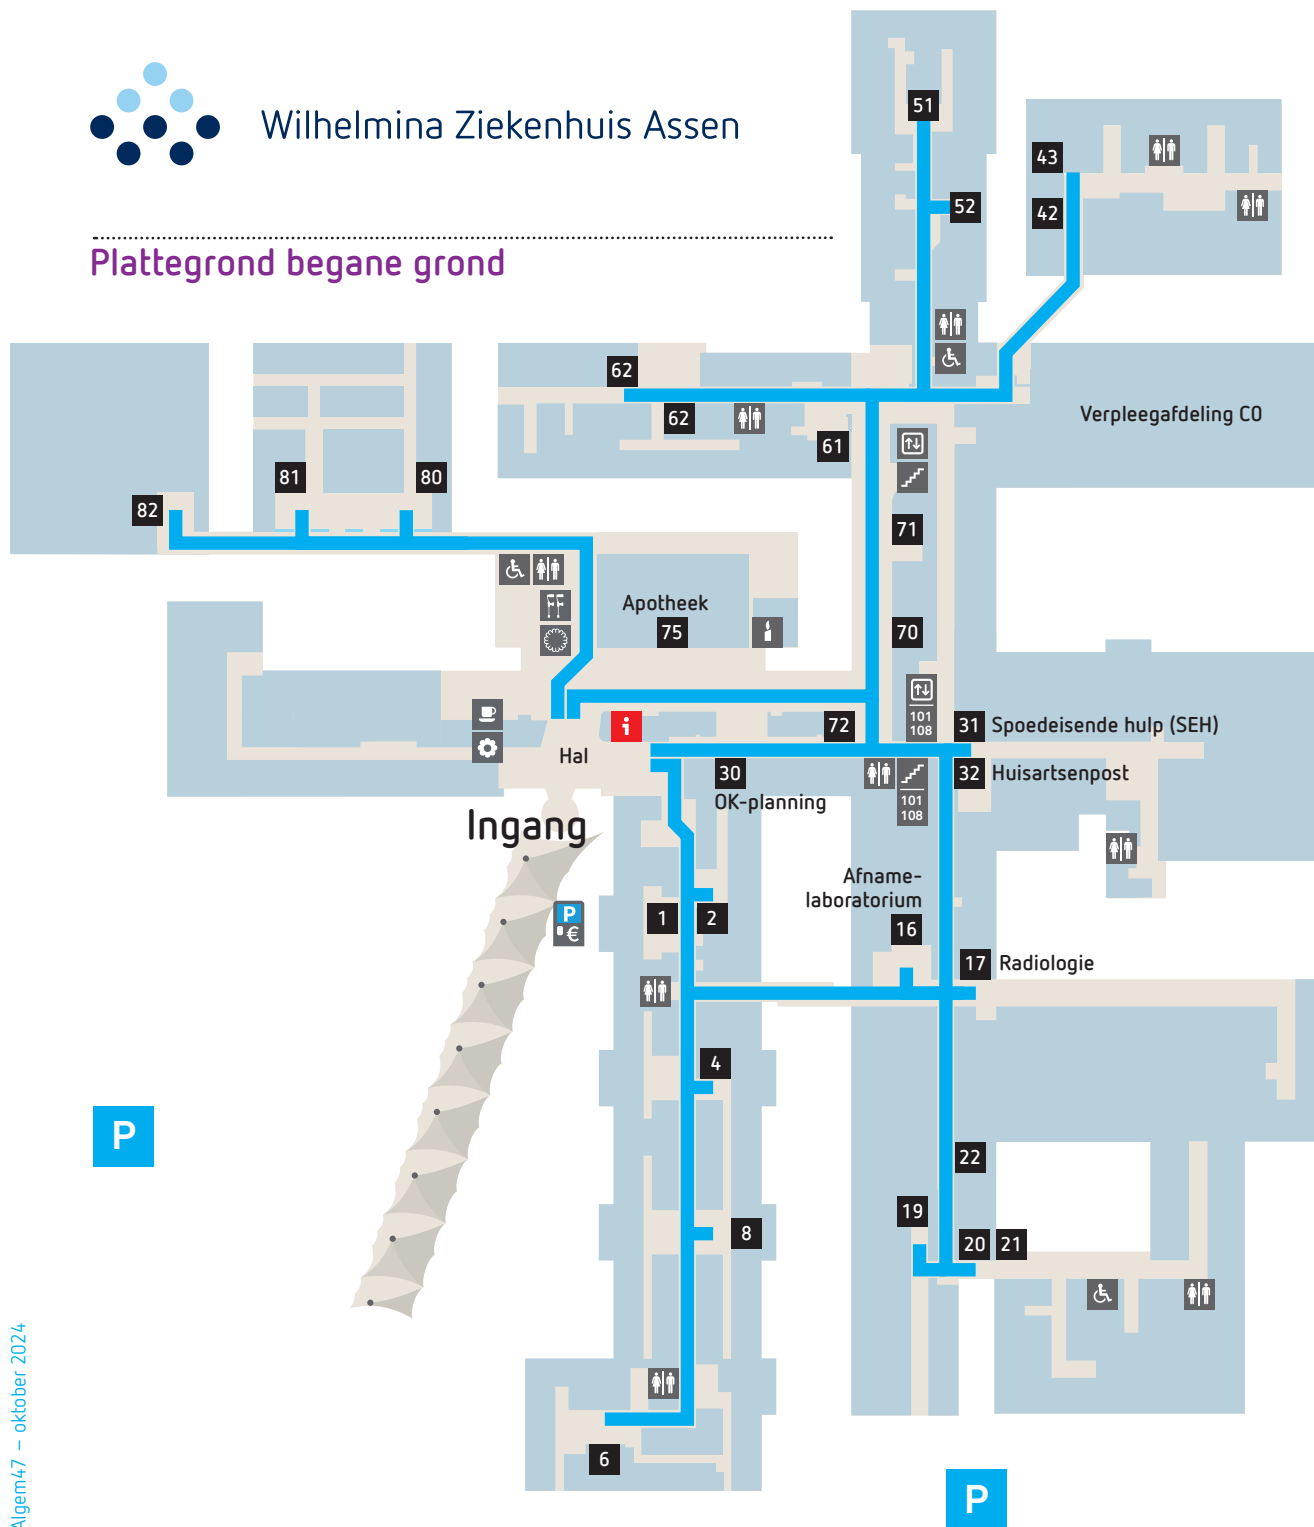 Wilhelmina Ziekenhuis Assen
Plattegrond begane grond
51
52
43
42
62
62
61
Verpleegafdeling C0
81
80
82
71
Apotheek
75
70
101
108
72
31 Spoedeisende hulp (SEH)
Hal
30
OK-planning
32 Huisartsenpost
101
108
Ingang
Afname-
laboratorium
16
1
2
P
€
17 Radiologie
4
P
22
19
8
20 21
6
P
Algem47 – oktober 2024